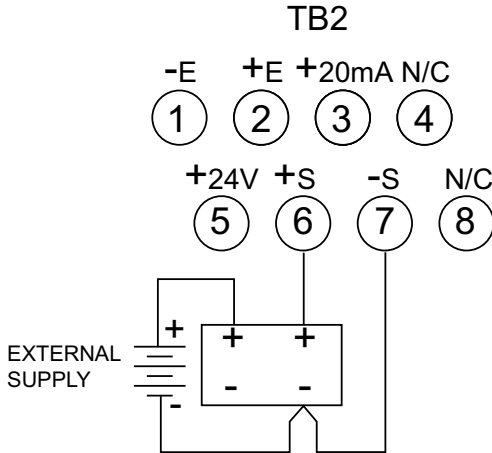 TB2
-E +E +20mA N/C
1 2 3 4
+24V +S -S N/C
5 6 7 8
+
+ +
EXTERNAL
SUPPLY
- -
-